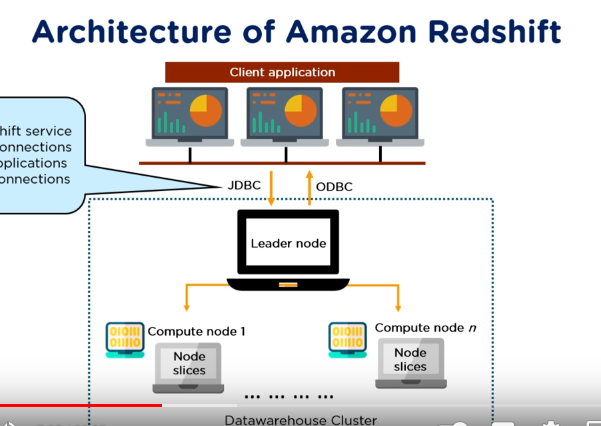 Architecture of Amazon Redshift
Client application
hift service
onnections
plications
onnections
JDBC
ODBC
Leader node
Compute node 1
Compute node n
Node
slices
Node
slices
Datawarehouse Cluster